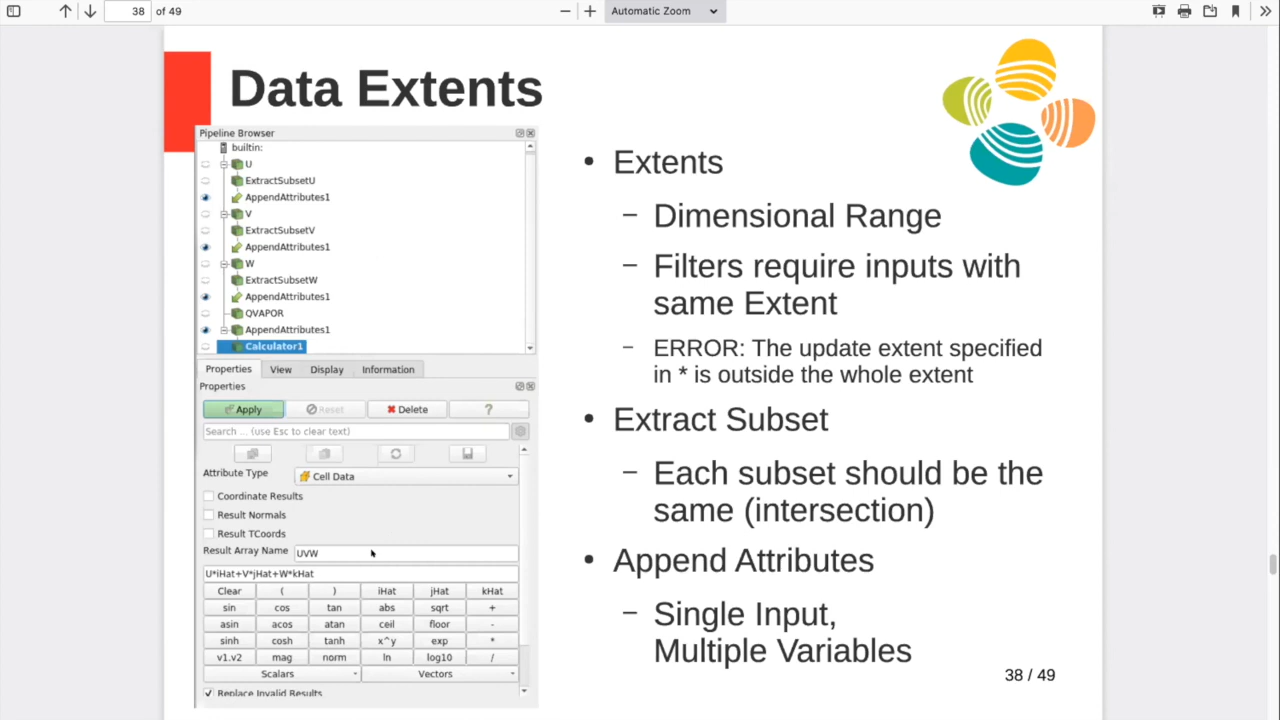 38 of 49
Automatic Zoom
Data Extents
Pipeline Browser
builtin:
U
ExtractSubsetU
AppendAttributes1
V
ExtractSubsetV
AppendAttributes1
W
ExtractSubsetW
AppendAttributes1
QVAPOR
AppendAttributes1
Calculator1
Properties View Display Information
Properties
Apply Reset Delete ?
Search ... (use Esc to clear text)
Attribute Type Cell Data
Coordinate Results
Result Normals
Result TCoords
Result Array Name UVW
U*iHat+V*jHat+W*kHat
Clear ( ) iHat jHat kHat
sin cos tan abs sqrt +
asin acos atan ceil floor -
sinh cosh tanh x^y exp *
v1.v2 mag norm ln log10 /
Scalars Vectors
Replace Invalid Results
• Extents
– Dimensional Range
– Filters require inputs with
same Extent
– ERROR: The update extent specified
in * is outside the whole extent
• Extract Subset
– Each subset should be the
same (intersection)
• Append Attributes
– Single Input,
Multiple Variables
38 / 49